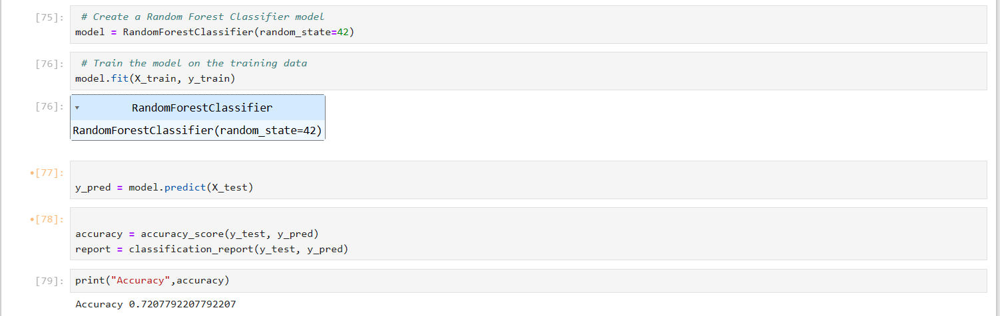 [75]: # Create a Random Forest Classifier model
model = RandomForestClassifier(random_state=42)
[76]: # Train the model on the training data
model.fit(X_train, y_train)
[76]: ▾ RandomForestClassifier
RandomForestClassifier(random_state=42)
•[77]:
y_pred = model.predict(X_test)
•[78]:
accuracy = accuracy_score(y_test, y_pred)
report = classification_report(y_test, y_pred)
[79]: print("Accuracy",accuracy)
Accuracy 0.7207792207792207